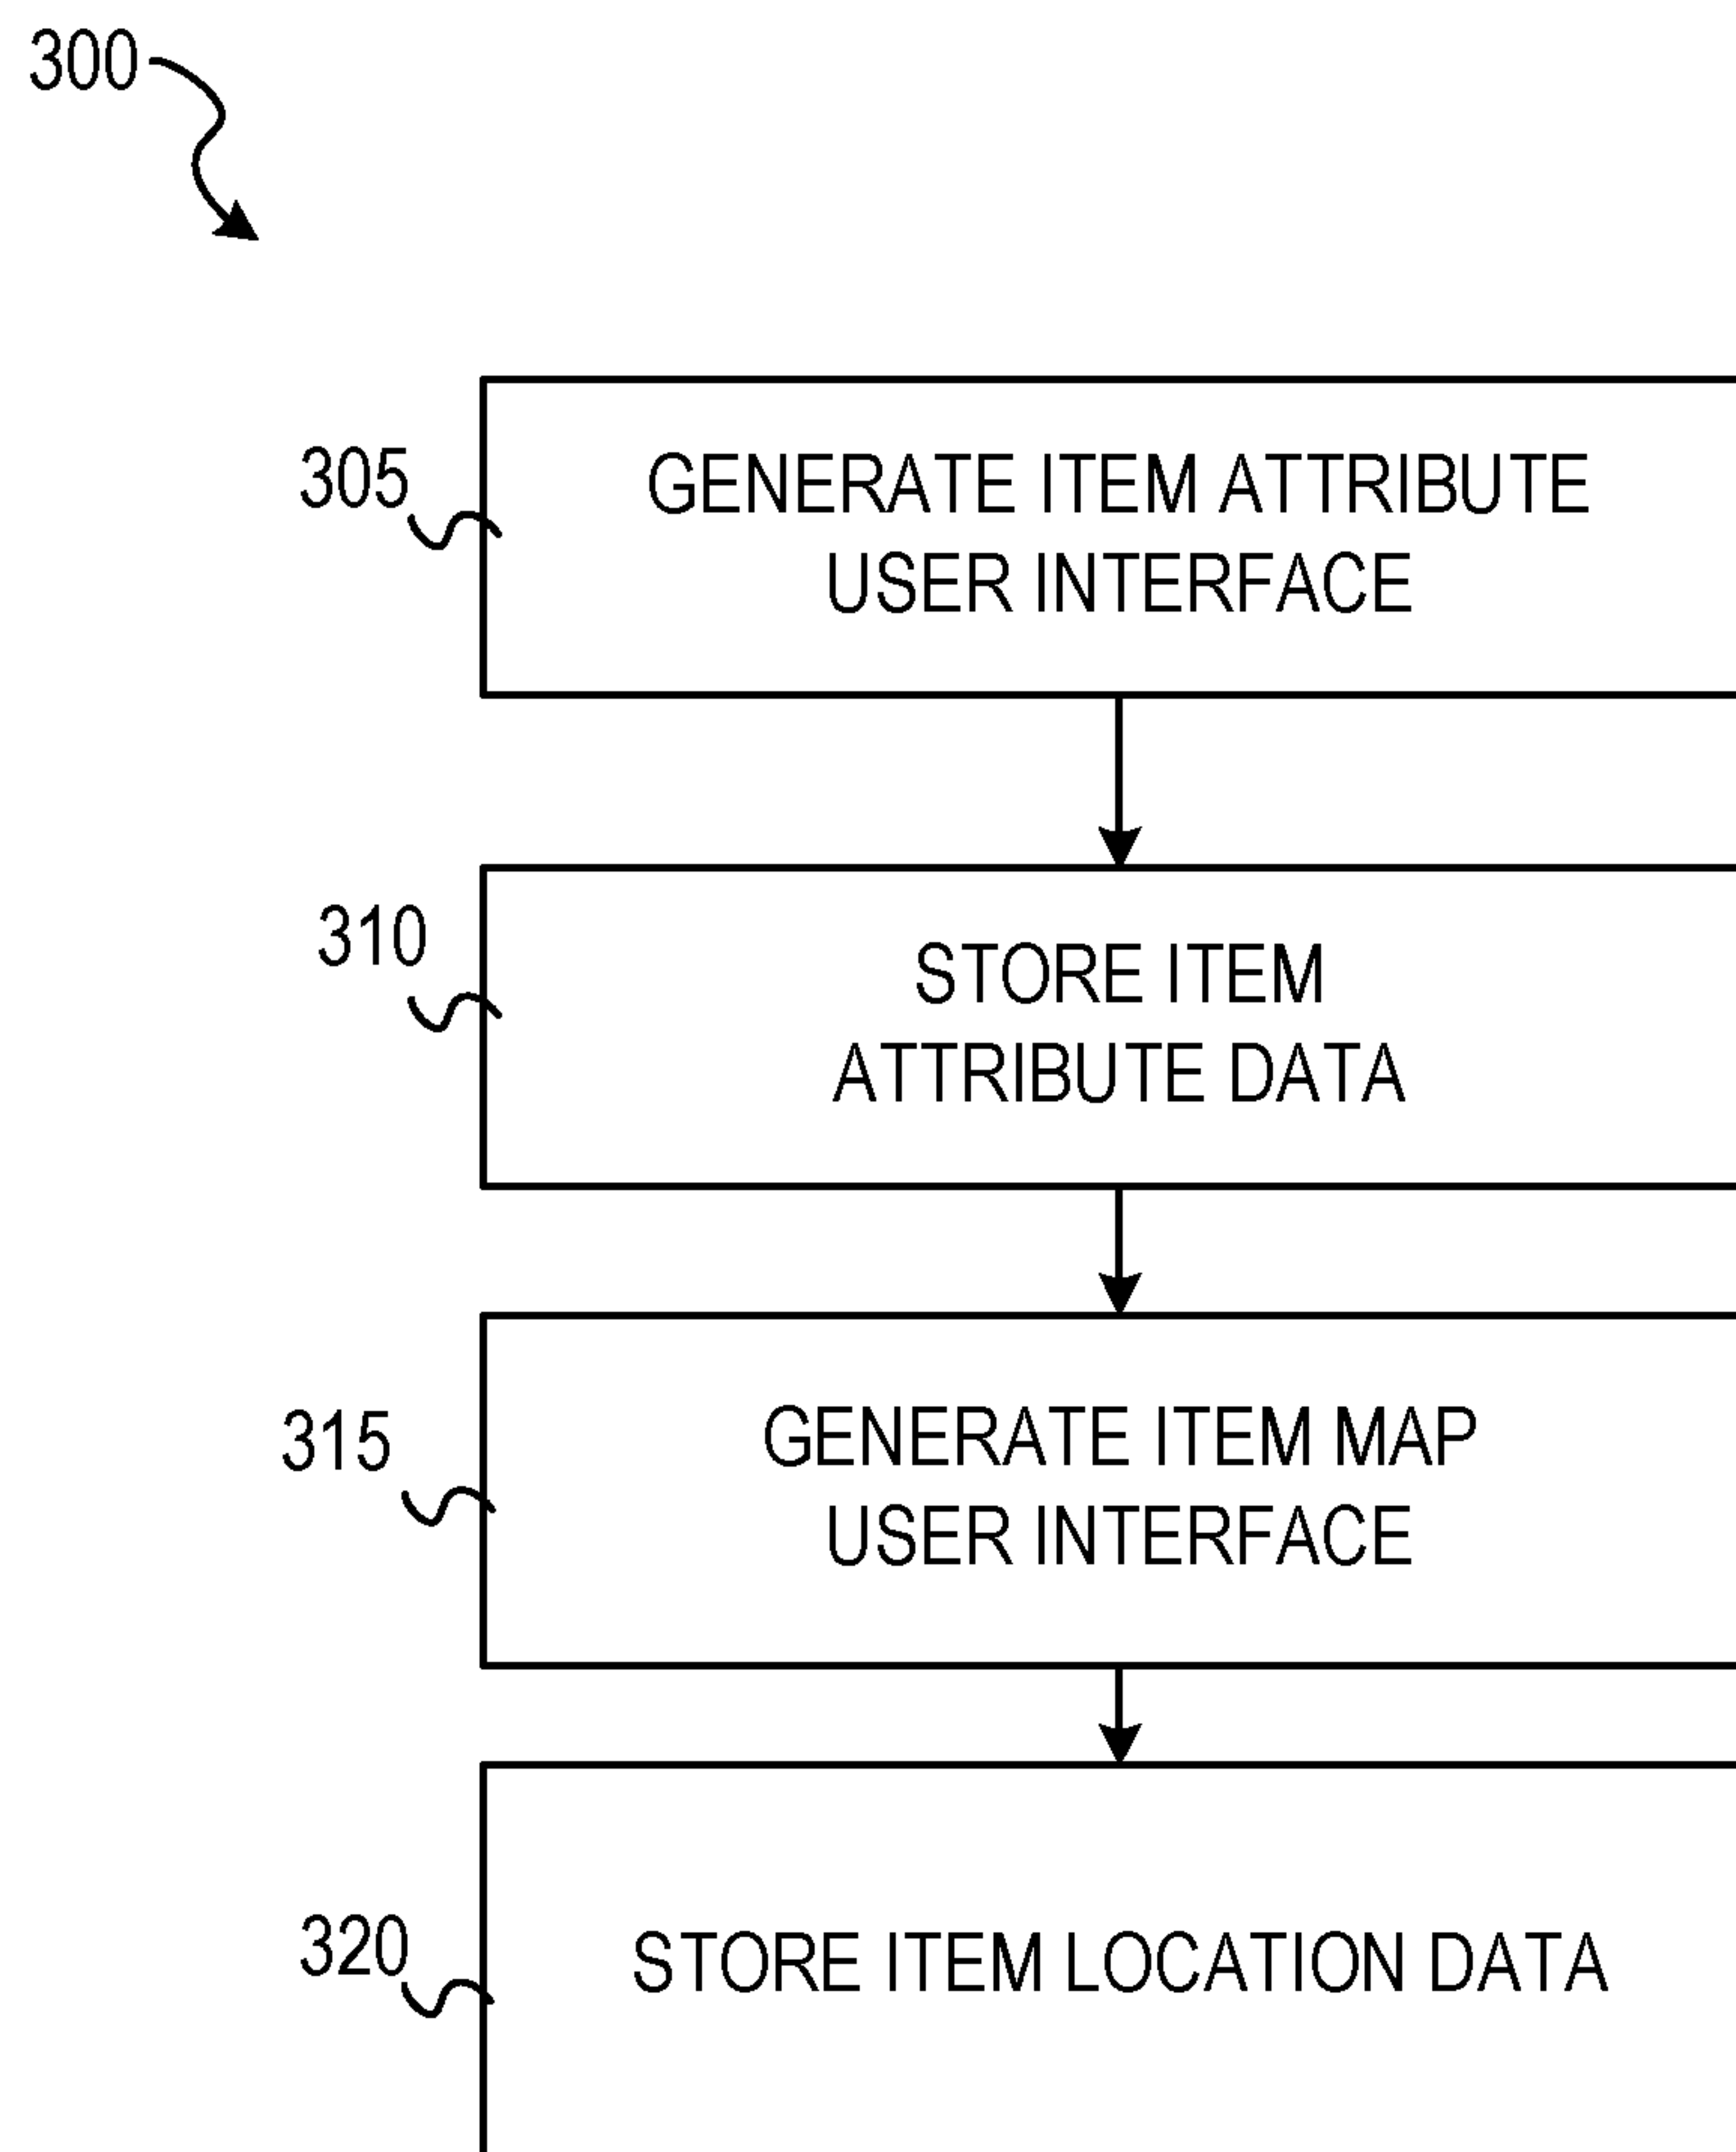 300
305
GENERATE ITEM ATTRIBUTE
USER INTERFACE
310
STORE ITEM
ATTRIBUTE DATA
315
GENERATE ITEM MAP
USER INTERFACE
320
STORE ITEM LOCATION DATA